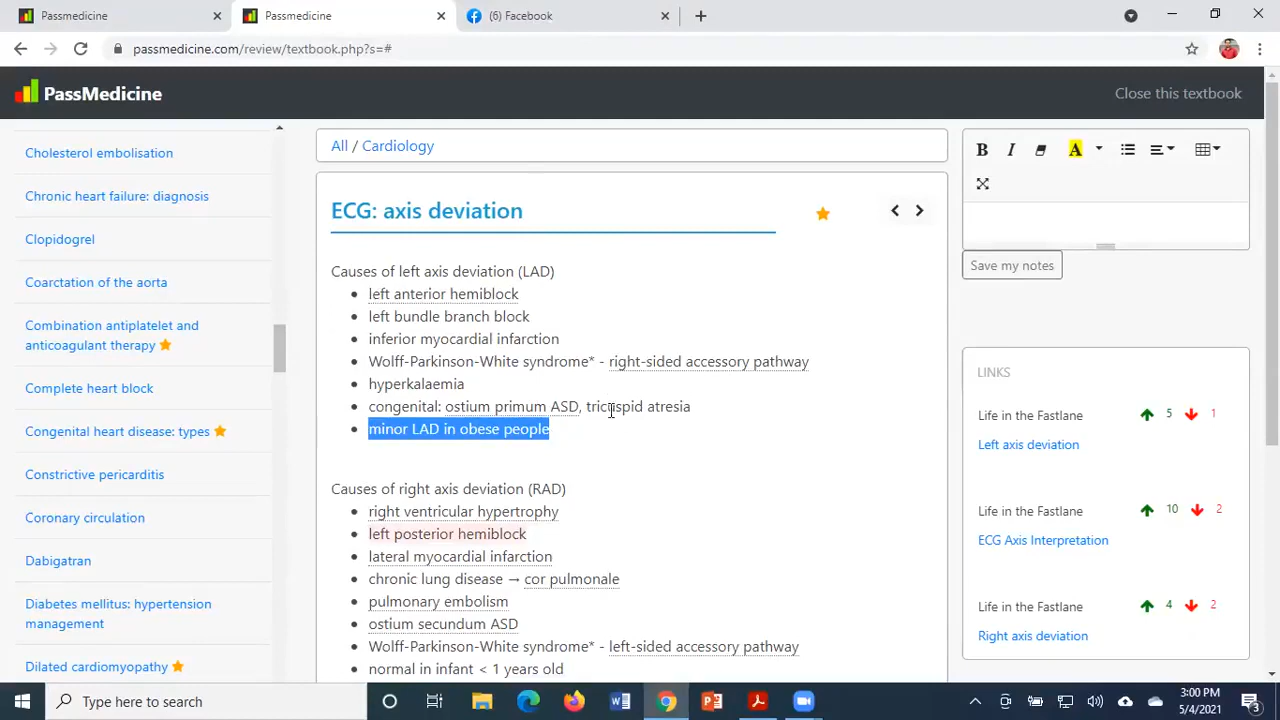 Passmedicine
Passmedicine
(6) Facebook
passmedicine.com/review/textbook.php?s=#
PassMedicine
Close this textbook
Cholesterol embolisation
Chronic heart failure: diagnosis
Clopidogrel
Coarctation of the aorta
Combination antiplatelet and
anticoagulant therapy
Complete heart block
Congenital heart disease: types
Constrictive pericarditis
Coronary circulation
Dabigatran
Diabetes mellitus: hypertension
management
Dilated cardiomyopathy
All / Cardiology
ECG: axis deviation
Causes of left axis deviation (LAD)
left anterior hemiblock
left bundle branch block
inferior myocardial infarction
Wolff-Parkinson-White syndrome* - right-sided accessory pathway
hyperkalaemia
congenital: ostium primum ASD, tricuspid atresia
minor LAD in obese people
Causes of right axis deviation (RAD)
right ventricular hypertrophy
left posterior hemiblock
lateral myocardial infarction
chronic lung disease → cor pulmonale
pulmonary embolism
ostium secundum ASD
Wolff-Parkinson-White syndrome* - left-sided accessory pathway
normal in infant < 1 years old
B I A
Save my notes
LINKS
Life in the Fastlane 5 1
Left axis deviation
Life in the Fastlane 10 2
ECG Axis Interpretation
Life in the Fastlane 4 2
Right axis deviation
Type here to search
3:00 PM
5/4/2021
3